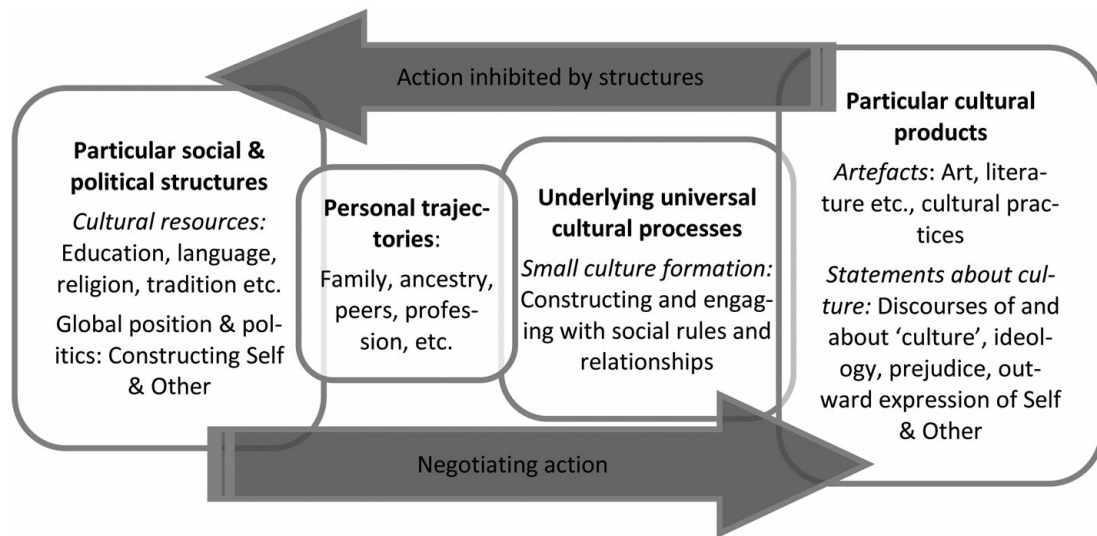 Action inhibited by structures
Particular social &
political structures
Cultural resources:
Education, language,
religion, tradition etc.
Global position & pol-
itics: Constructing Self
& Other
Personal trajec-
tories:
Family, ancestry,
peers, profes-
sion, etc.
Underlying universal
cultural processes
Small culture formation:
Constructing and engag-
ing with social rules and
relationships
Particular cultural
products
Artefacts: Art, litera-
ture etc., cultural prac-
tices
Statements about cul-
ture: Discourses of and
about ‘culture’, ideol-
ogy, prejudice, out-
ward expression of Self
& Other
Negotiating action